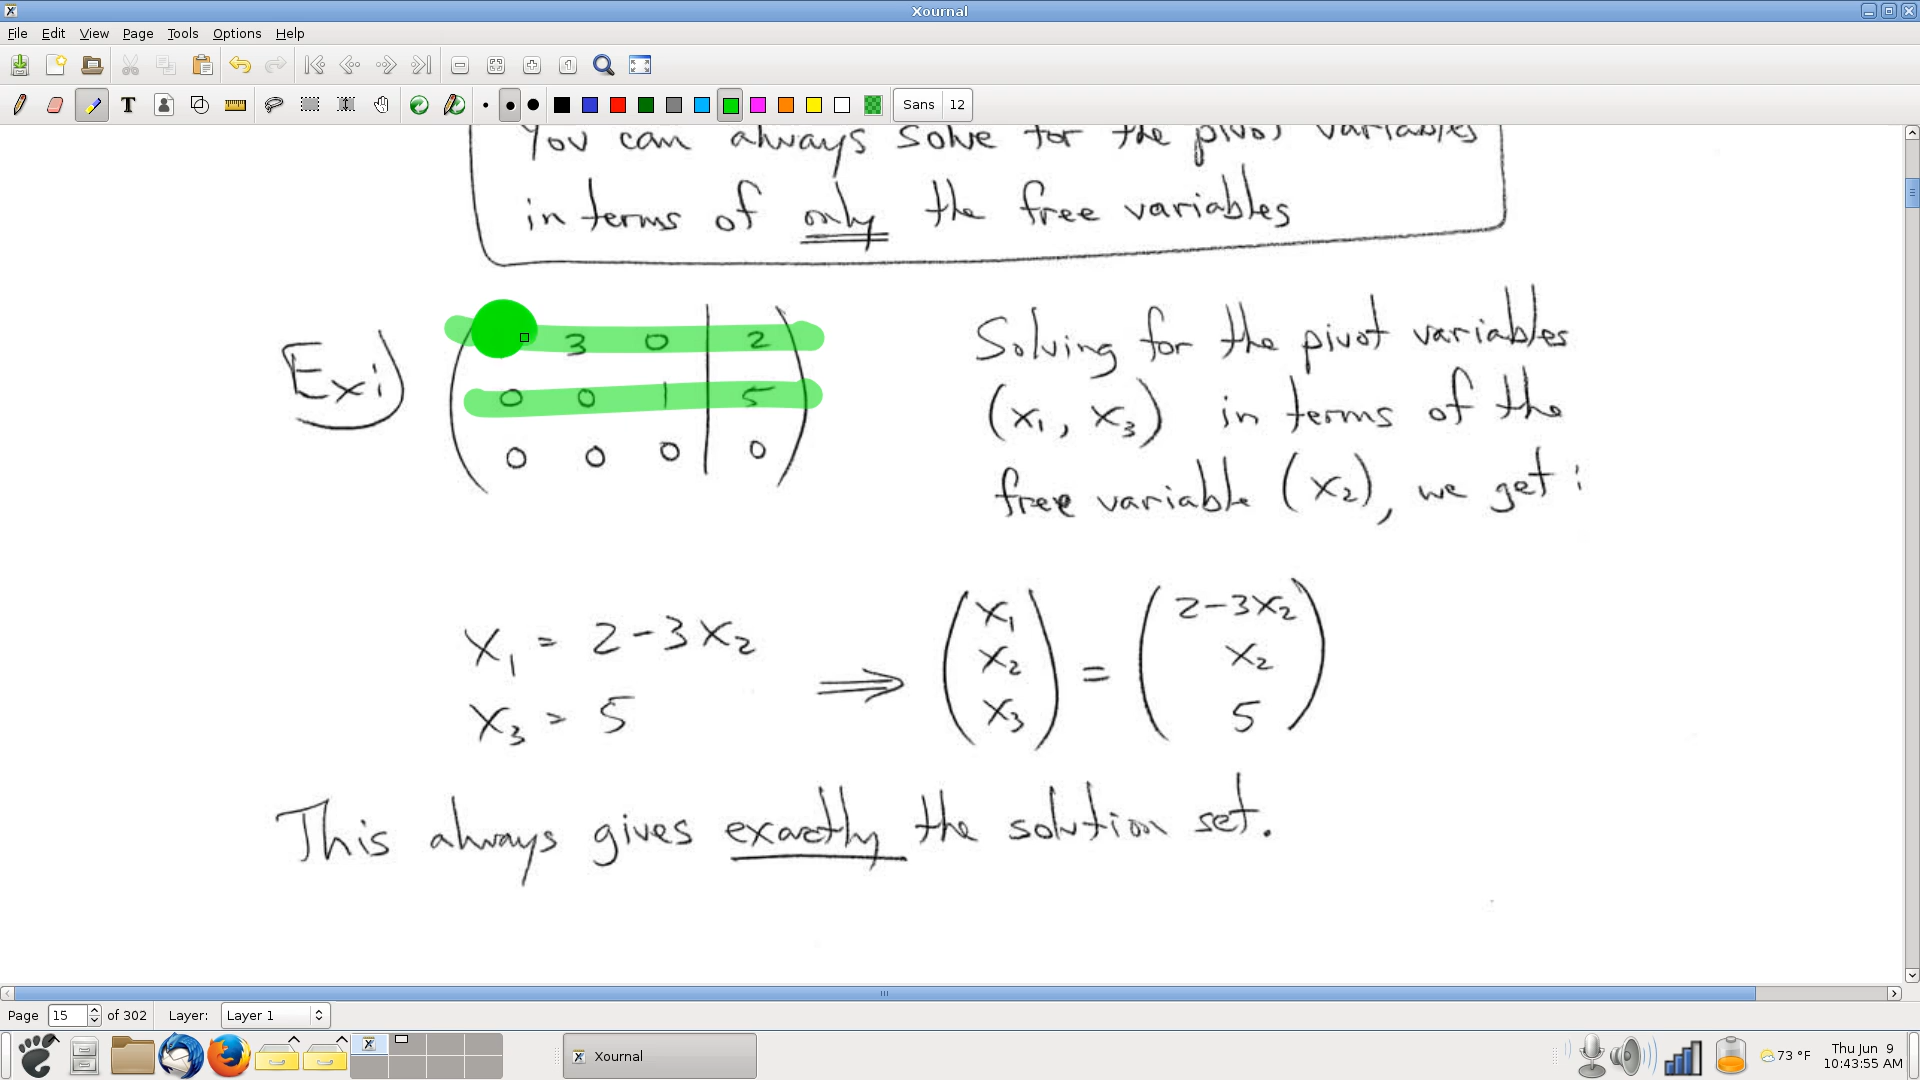 Xournal
File Edit View Page Tools Options Help
Sans 12
You can always solve for the pivot variables
in terms of only the free variables
Ex:
3 0 2
0 0 1 5
0 0 0 0
Solving for the pivot variables
(x₁, x₃) in terms of the
free variable (x₂), we get:
x₁ = 2-3x₂
x₃ = 5
⟹
x₁
x₂
x₃
=
2-3x₂
x₂
5
This always gives exactly the solution set.
Page 15 of 302 Layer: Layer 1
Xournal
73 °F
Thu Jun 9
10:43:55 AM